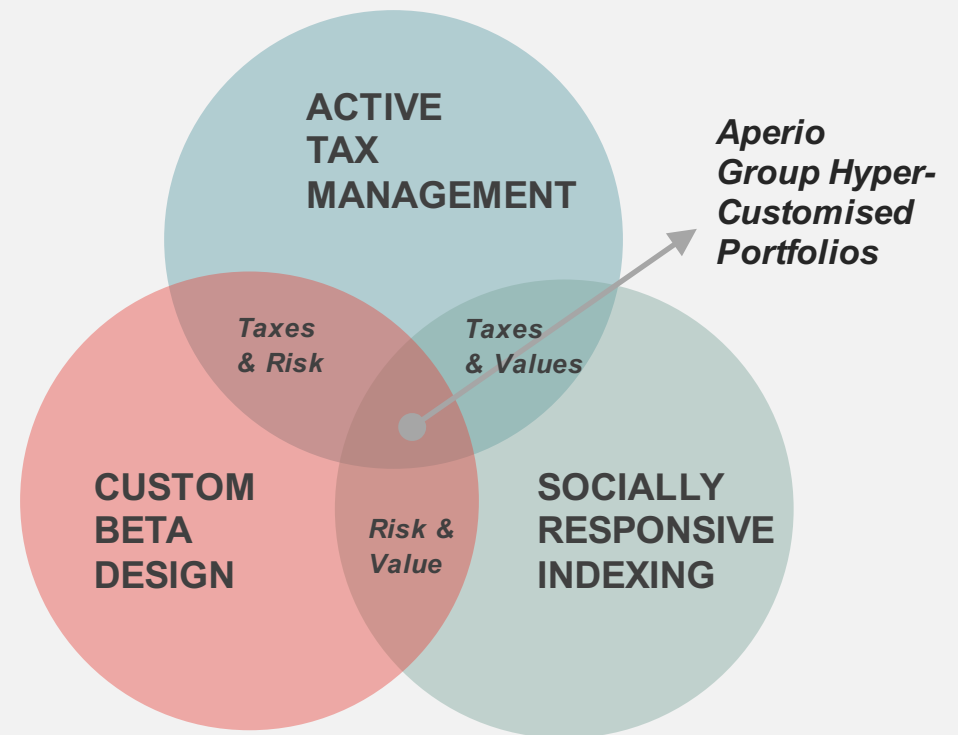 ACTIVE
TAX
MANAGEMENT
Aperio
Group Hyper-
Customised
Portfolios
Taxes
& Risk
Taxes
& Values
CUSTOM
BETA
DESIGN
Risk &
Value
SOCIALLY
RESPONSIVE
INDEXING